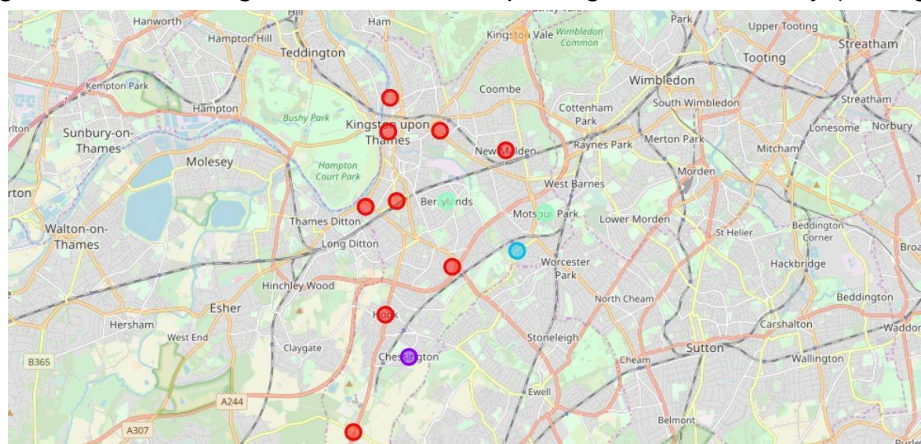 Hanworth
Ham
Park
Upper Tooting
Hampton Hill
Teddington
Kingston Vale
Wimbledon
Common
Streatham
Tooting
Wimbledon
Kempton Park
Coombe
Hampton
Bushy Park
Cottenham
Park
South Wimbledon
Streatham
Sunbury-on-
Thames
Kingston upon
Thames
Lonesome
Norbury
Molesey
New Malden
Raynes Park
Merton Park
Mitcham
Hampton
Court Park
Morden
West Barnes
Thames Ditton
Berrylands
Motspur Park
Lower Morden
Walton-on-
Thames
Long Ditton
St Helier
Beddington
Corner
Worcester
Park
Hackbridge
Hinchley Wood
Esher
North Cheam
Beddington
Hersham
Hook
Carshalton
West End
Claygate
Chessington
Stoneleigh
Sutton
Cheam
Wallington
B365
Ewell
A244
A307
Belmont